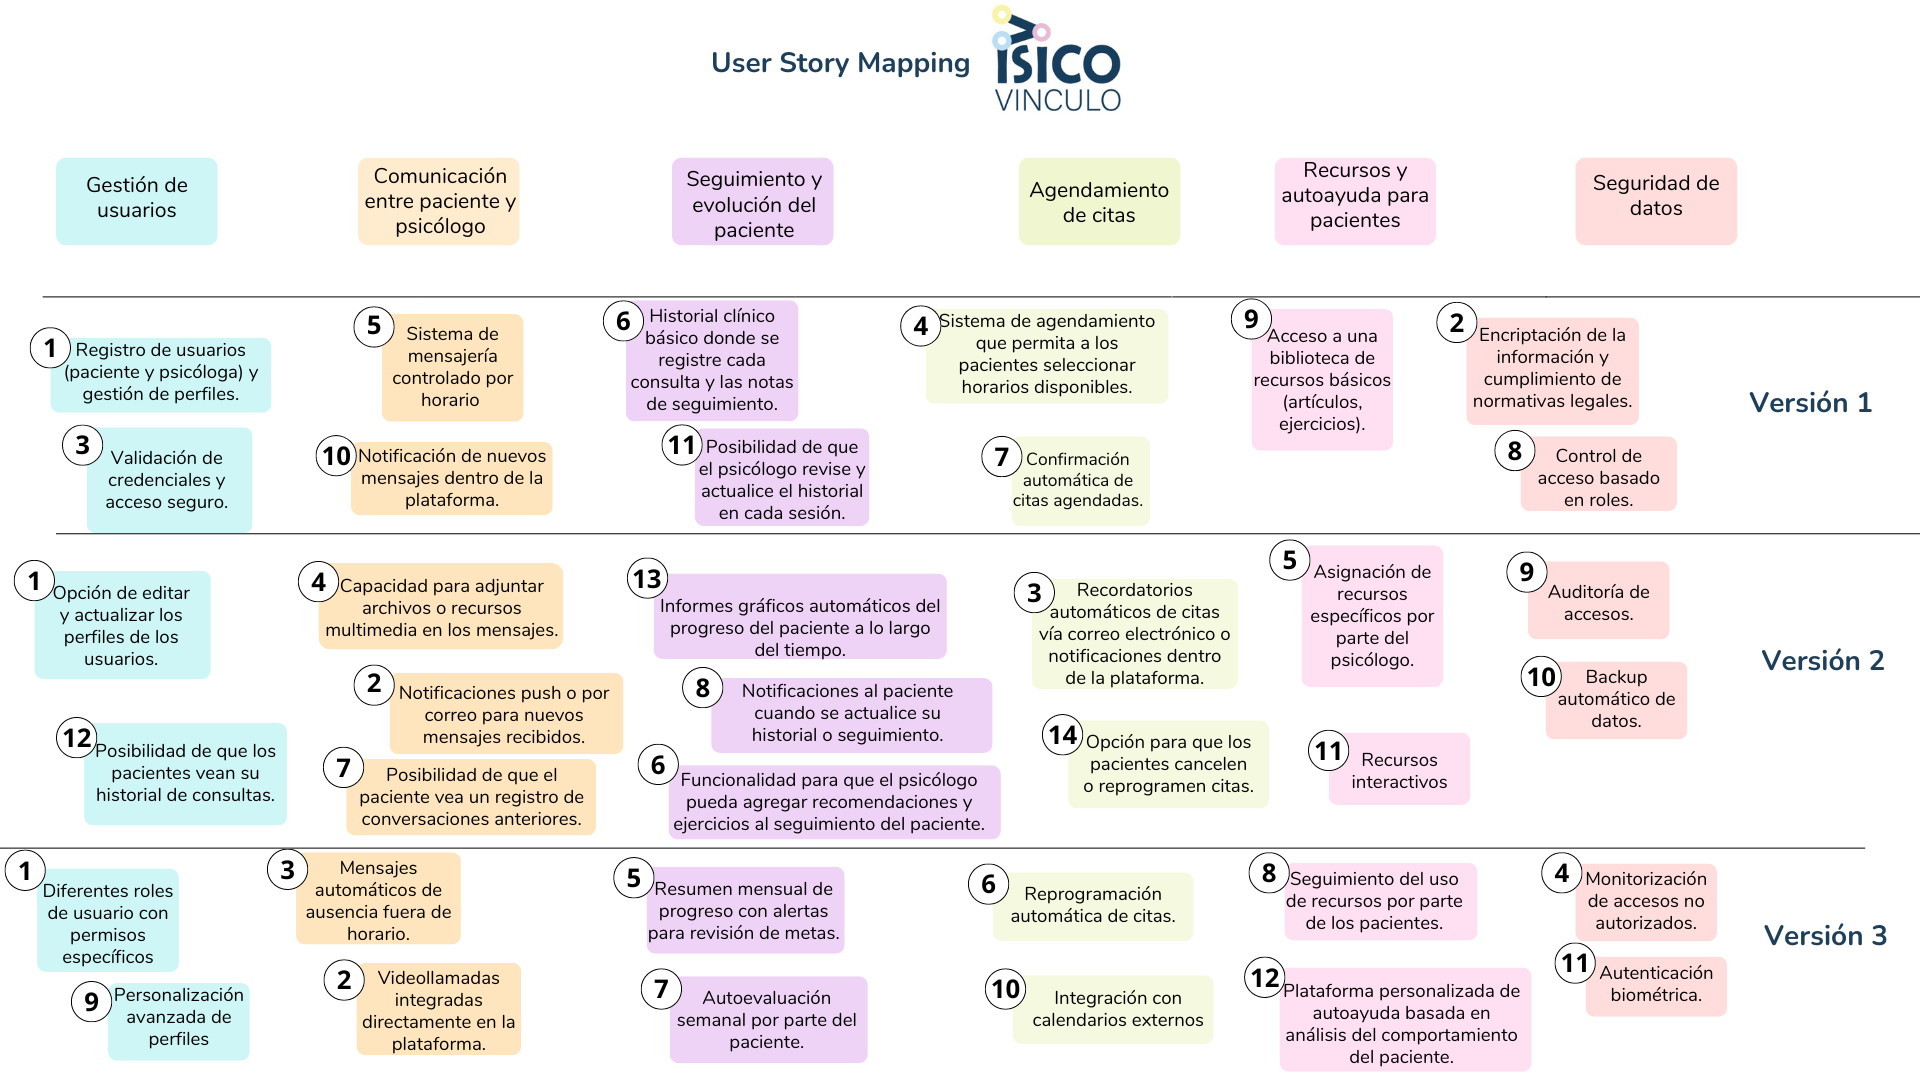 User Story Mapping
ISICO
VINCULO
Gestión de
usuarios
Comunicación
entre paciente y
psicólogo
Seguimiento y
evolución del
paciente
Agendamiento
de citas
Recursos y
autoayuda para
pacientes
Seguridad de
datos
1
Registro de usuarios
(paciente y psicóloga) y
gestión de perfiles.
3
Validación de
credenciales y
acceso seguro.
5
Sistema de
mensajería
controlado por
horario
10
Notificación de nuevos
mensajes dentro de la
plataforma.
6
Historial clínico
básico donde se
registre cada
consulta y las notas
de seguimiento.
11
Posibilidad de que
el psicólogo revise y
actualice el historial
en cada sesión.
4
Sistema de agendamiento
que permita a los
pacientes seleccionar
horarios disponibles.
7
Confirmación
automática de
citas agendadas.
9
Acceso a una
biblioteca de
recursos básicos
(artículos,
ejercicios).
2
Encriptación de la
información y
cumplimiento de
normativas legales.
8
Control de
acceso basado
en roles.
Versión 1
1
Opción de editar
y actualizar los
perfiles de los
usuarios.
12
Posibilidad de que los
pacientes vean su
historial de consultas.
4
Capacidad para adjuntar
archivos o recursos
multimedia en los mensajes.
2
Notificaciones push o por
correo para nuevos
mensajes recibidos.
7
Posibilidad de que el
paciente vea un registro de
conversaciones anteriores.
13
Informes gráficos automáticos del
progreso del paciente a lo largo
del tiempo.
8
Notificaciones al paciente
cuando se actualice su
historial o seguimiento.
6
Funcionalidad para que el psicólogo
pueda agregar recomendaciones y
ejercicios al seguimiento del paciente.
3
Recordatorios
automáticos de citas
vía correo electrónico o
notificaciones dentro
de la plataforma.
14
Opción para que los
pacientes cancelen
o reprogramen citas.
5
Asignación de
recursos
específicos por
parte del
psicólogo.
11
Recursos
interactivos
9
Auditoría de
accesos.
10
Backup
automático de
datos.
Versión 2
1
Diferentes roles
de usuario con
permisos
específicos
9
Personalización
avanzada de
perfiles
3
Mensajes
automáticos de
ausencia fuera de
horario.
2
Videollamadas
integradas
directamente en la
plataforma.
5
Resumen mensual de
progreso con alertas
para revisión de metas.
7
Autoevaluación
semanal por parte del
paciente.
6
Reprogramación
automática de citas.
10
Integración con
calendarios externos
8
Seguimiento del uso
de recursos por parte
de los pacientes.
12
Plataforma personalizada de
autoayuda basada en
análisis del comportamiento
del paciente.
4
Monitorización
de accesos no
autorizados.
11
Autenticación
biométrica.
Versión 3